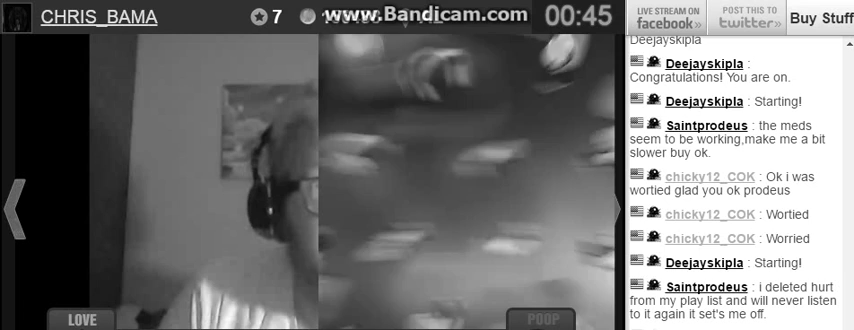 CHRIS_BAMA
7
www.Bandicam.com
00:45
LIVE STREAM ON
facebook»
POST THIS TO
twitter»
Buy Stuff
LOVE
POOP
Deejayskipla
Deejayskipla :
Congratulations! You are on.
Deejayskipla : Starting!
Saintprodeus : the meds
seem to be working,make me a bit
slower buy ok.
chicky12_COK : Ok i was
wortied glad you ok prodeus
chicky12_COK : Wortied
chicky12_COK : Worried
Deejayskipla : Starting!
Saintprodeus : i deleted hurt
from my play list and will never listen
to it again it set's me off.